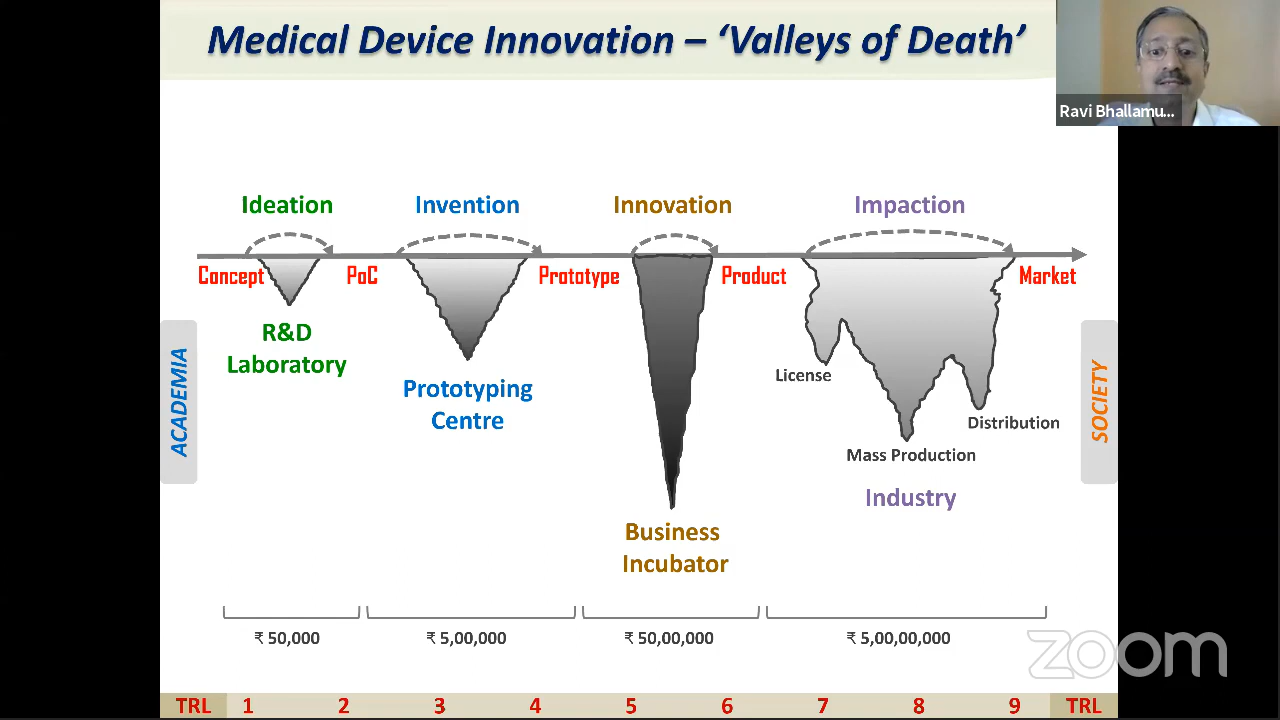 Medical Device Innovation – ‘Valleys of Death’
Ravi Bhallamu...
Ideation
Invention
Innovation
Impaction
Concept
PoC
Prototype
Product
Market
R&D
Laboratory
Prototyping
Centre
Business
Incubator
License
Mass Production
Distribution
Industry
ACADEMIA
SOCIETY
₹ 50,000
₹ 5,00,000
₹ 50,00,000
₹ 5,00,00,000
zoom
TRL 1 2 3 4 5 6 7 8 9 TRL